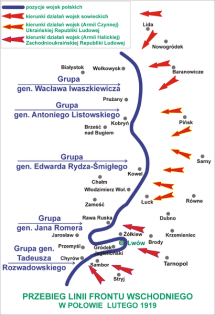 pozycje wojsk polskich
kierunki działań wojsk sowieckich
kierunki działań wojsk (Armii Czynnej)
Ukraińskiej Republiki Ludowej
kierunki działań wojsk (Armii Halickiej)
Zachodnioukraińskiej Republiki Ludowej
Lida
Nowogródek
Białystok
Wołkowysk
Baranowicze
Grupa
gen. Wacława Iwaszkiewicza
Prużany
Grupa
gen. Antoniego Listowskiego
Kobryń
Pińsk
Brześć
nad Bugiem
Grupa
gen. Edwarda Rydza-Śmigłego
Sarny
Kowel
Chełm
Włodzimierz Woł.
Łuck
Równe
Zamość
Grupa
gen. Jana Romera
Rawa Ruska
Dubno
Żółkiew
Krzemieniec
Jarosław
Lwów
Brody
Przemyśl
Gródek
Grupa gen.
Tadeusza
Rozwadowskiego
Chyrów
Sambor
Tarnopol
Stryj
PRZEBIEG LINII FRONTU WSCHODNIEGO
W POŁOWIE LUTEGO 1919